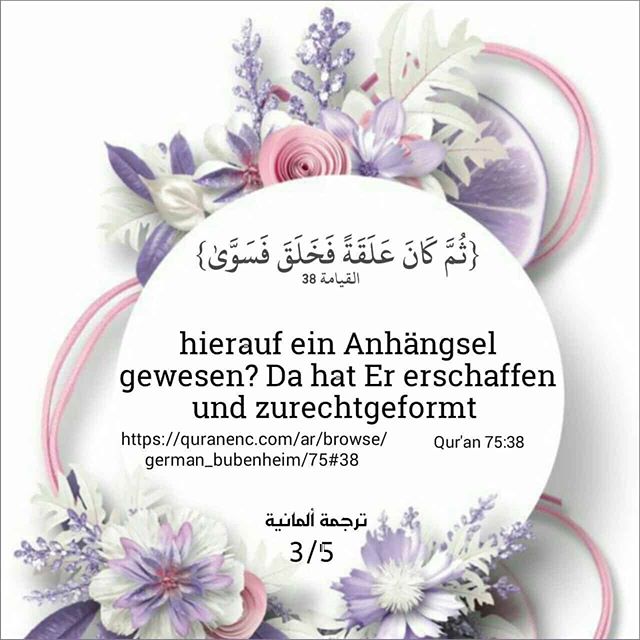 {ثُمَّ كَانَ عَلَقَةً فَخَلَقَ فَسَوَّىٰ}
القيامة 38
hierauf ein Anhängsel
gewesen? Da hat Er erschaffen
und zurechtgeformt
https://quranenc.com/ar/browse/
german_bubenheim/75#38
Qur'an 75:38
ترجمة ألمانية
3/5